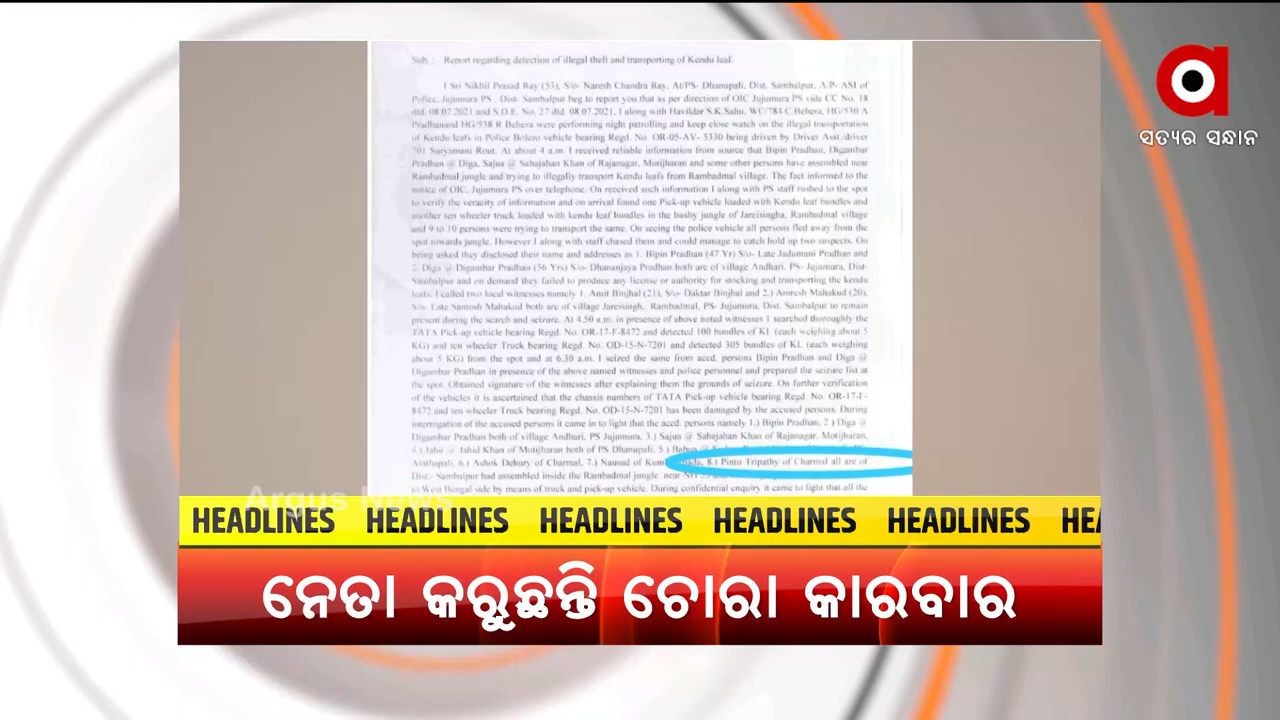 Sub. : Report regarding detection of illegal theft and transporting of Kendu leaf.
I Sri Nikhil Prasad Ray (53), S/o- Naresh Chandra Ray, At/PS- Dhanupali, Dist. Sambalpur, A/P- ASI of
Police, Jujumura PS , Dist- Sambalpur beg to report you that as per direction of OIC Jujumura PS vide CC No. 18
dtd. 08.07.2021 and S.D.E. No. 27 dtd. 08.07.2021, I along with Havildar S.K.Sahu, WC/784 C.Behera, HG/530 A
Pradhanand HG/538 R Behera were performing night patrolling and keep close watch on the illegal transportation
of Kendu leafs in Police Bolero vehicle bearing Regd. No. OR-05-AV- 5330 being driven by Driver Asst./driver
701 Suryamani Rout. At about 4 a.m. I received reliable information from source that Bipin Pradhan, Digambar
Pradhan @ Diga, Sajua @ Sahajahan Khan of Rajanagar, Motijharan and some other persons have assembled near
Rambadmal jungle and trying to illegally transport Kendu leafs from Rambadmal village. The fact informed to the
notice of OIC, Jujumura PS over telephone. On received such information I along with PS staff rushed to the spot
to verify the veracity of information and on arrival found one Pick-up vehicle loaded with Kendu leaf bundles and
another ten wheeler truck loaded with kendu leaf bundles in the bushy jungle of Jareisingha, Rambadmal village
and 9 to 10 persons were trying to transport the same. On seeing the police vehicle all persons fled away from the
spot towards jungle. However I along with staff chased them and could manage to catch hold up two suspects. On
being asked they disclosed their name and addresses as 1. Bipin Pradhan (47 Yr) S/o- Late Jadumani Pradhan and
2. Diga @ Digambar Pradhan (56 Yrs) S/o- Dhananjaya Pradhan both are of village Andhari, PS- Jujumura, Dist-
Sambalpur and on demand they failed to produce any license or authority for stocking and transporting the kendu
leafs. I called two local witnesses namely 1. Amit Binjhal (21), S/o- Daktar Binjhal and 2.) Amresh Mahakud (20),
S/o- Late Santosh Mahakud both are of village Jareisingh, Rambadmal, PS- Jujumura, Dist. Sambalpur to remain
present during the search and seizure. At 4.50 a.m. in presence of above noted witnesses I searched thoroughly the
TATA Pick-up vehicle bearing Regd. No. OR-17-F-8472 and detected 100 bundles of KL (each weighing about 5
KG) and ten wheeler Truck bearing Regd. No. OD-15-N-7201 and detected 305 bundles of KL (each weighing
about 5 KG) from the spot and at 6.30 a.m. I seized the same from accd. persons Bipin Pradhan and Diga @
Digambar Pradhan in presence of the above named witnesses and police personnel and prepared the seizure list at
the spot. Obtained signature of the witnesses after explaining them the grounds of seizure. On further verification
of the vehicles it is ascertained that the chassis numbers of TATA Pick-up vehicle bearing Regd. No. OR-17-F-
8472 and ten wheeler Truck bearing Regd. No. OD-15-N-7201 has been damaged by the accused persons. During
interrogation of the accused persons it came in to light that the accd. persons namely 1.) Bipin Pradhan, 2.) Diga @
Digambar Pradhan both of village Andhari, PS Jujumura, 3.) Sajua @ Sahejahan Khan of Rajanagar, Motijharan,
4.) Jabir @ Jahid Khan of Motijharan both of PS Dhanupali, 5.)
Ainthapali, 6.) Ashok Dehury of Charmal, 7.) Nausad of 8.) Pintu Tripathy of Charmal all are of
Dist.- Sambalpur had assembled inside the Rambadmal jungle near
to West Bengal side by means of truck and pick-up vehicle. During confidential enquiry it came to light that all the
Argus News
HEADLINES HEADLINES HEADLINES HEADLINES HEADLINES HEA
ନେତା କରୁଛନ୍ତି ଚୋରା କାରବାର
ସତ୍ୟର ସନ୍ଧାନ